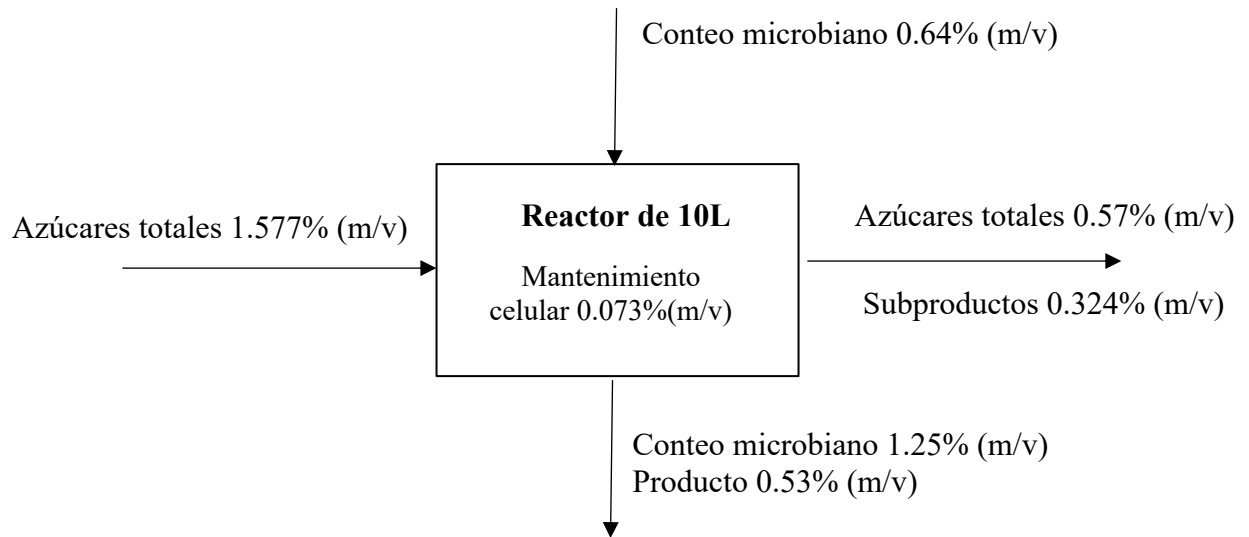 Conteo microbiano 0.64% (m/v)
Azúcares totales 1.577% (m/v)
Reactor de 10L
Mantenimiento
celular 0.073%(m/v)
Azúcares totales 0.57% (m/v)
Subproductos 0.324% (m/v)
Conteo microbiano 1.25% (m/v)
Producto 0.53% (m/v)